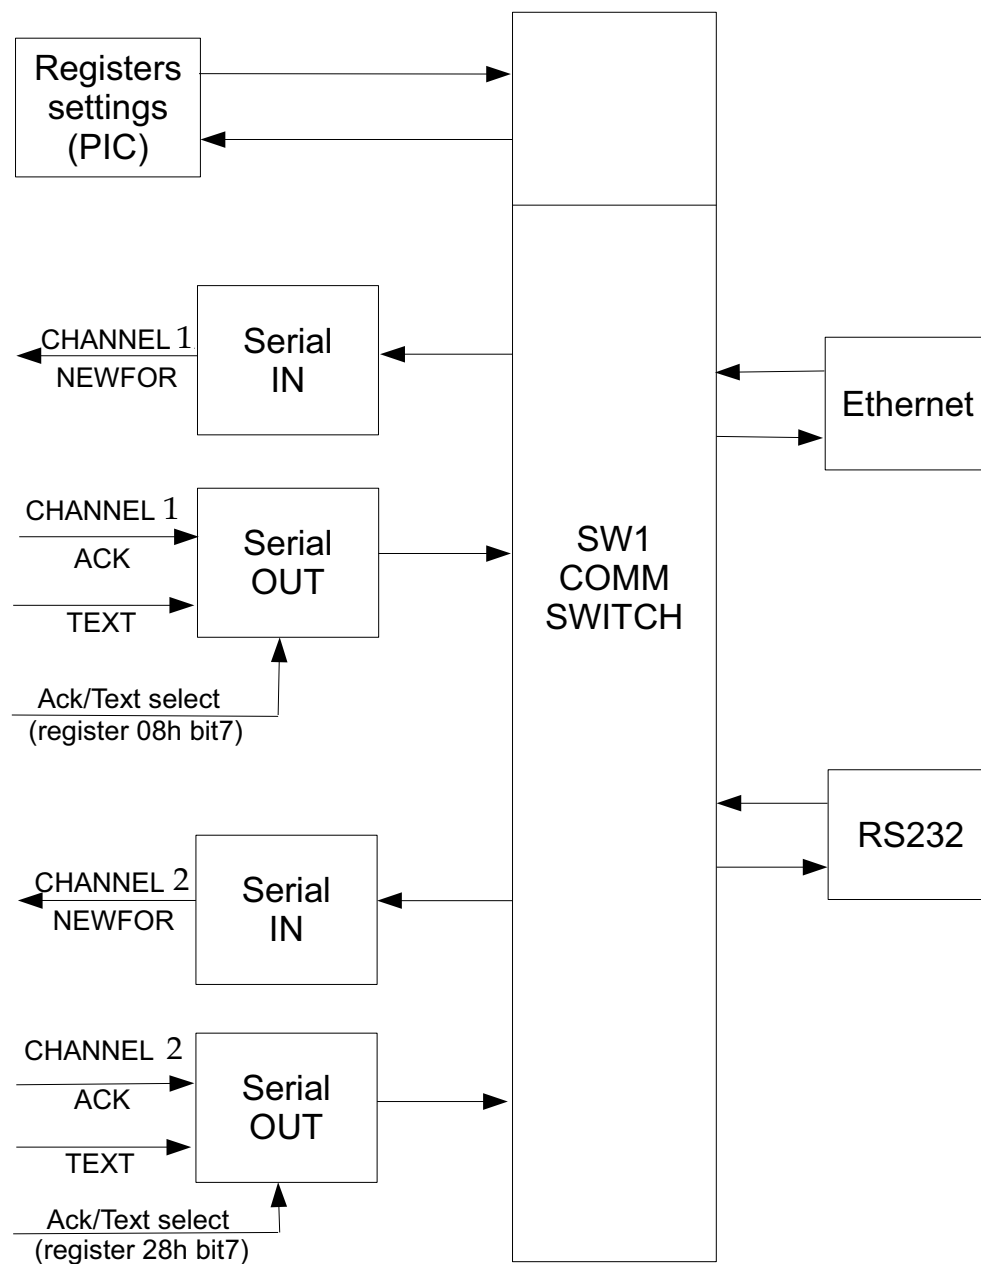 Registers
settings
(PIC)
CHANNEL 1
NEWFOR
Serial
IN
Ethernet
CHANNEL 1
ACK
TEXT
Serial
OUT
SW1
COMM
SWITCH
Ack/Text select
(register 08h bit7)
RS232
CHANNEL 2
NEWFOR
Serial
IN
CHANNEL 2
ACK
TEXT
Serial
OUT
Ack/Text select
(register 28h bit7)